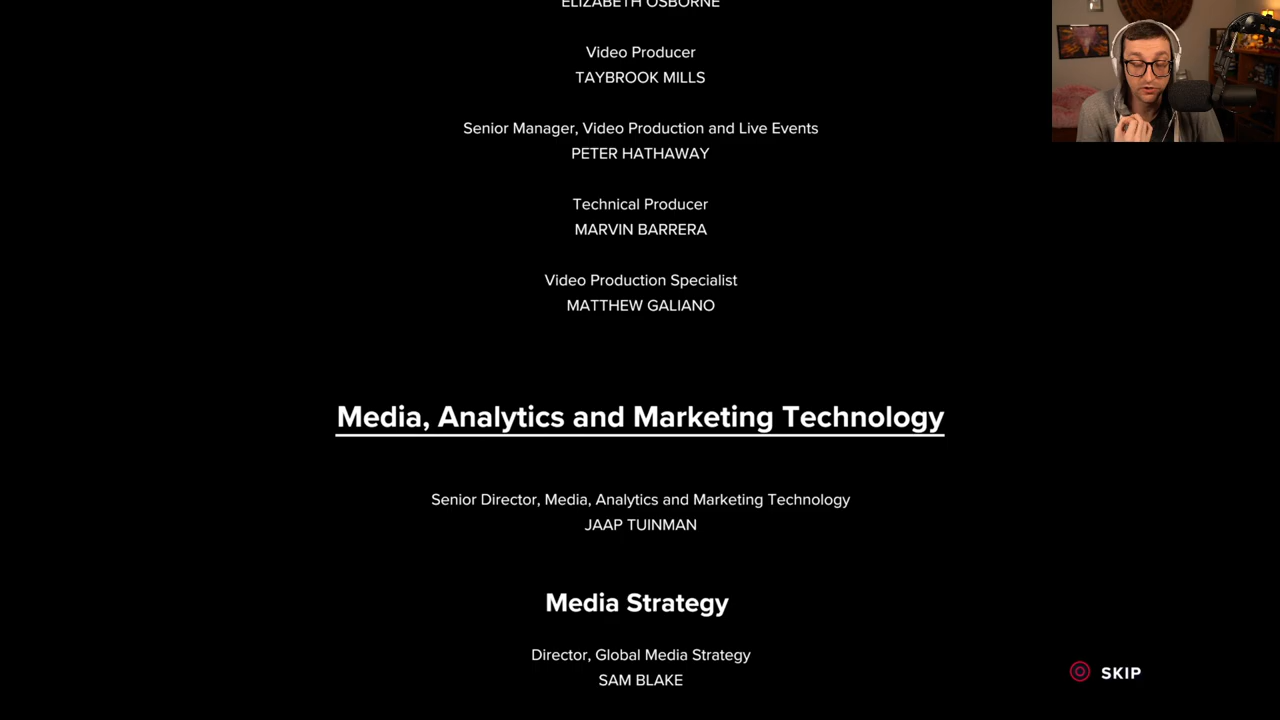 ELIZABETH OSBORNE
Video Producer
TAYBROOK MILLS
Senior Manager, Video Production and Live Events
PETER HATHAWAY
Technical Producer
MARVIN BARRERA
Video Production Specialist
MATTHEW GALIANO
Media, Analytics and Marketing Technology
Senior Director, Media, Analytics and Marketing Technology
JAAP TUINMAN
Media Strategy
Director, Global Media Strategy
SAM BLAKE
SKIP